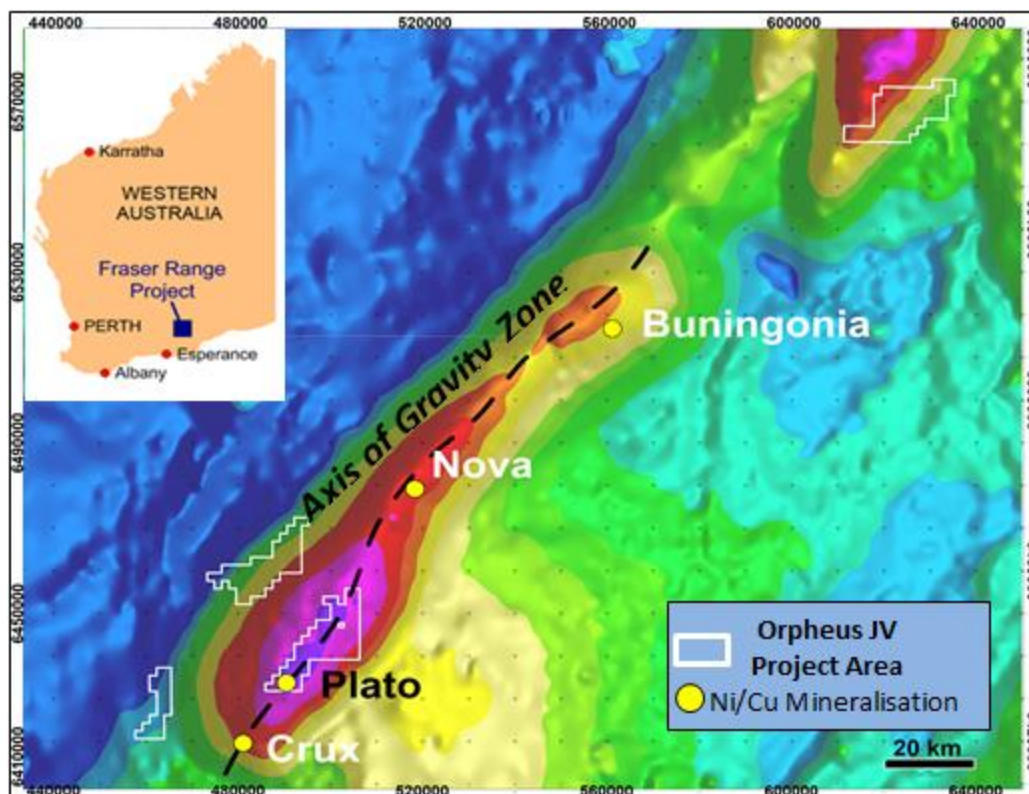 440000 480000 520000 560000 600000 640000
6570000
6530000
6490000
6450000
6410000
Karratha
WESTERN
AUSTRALIA
Fraser Range
Project
PERTH
Esperance
Albany
Axis of Gravity Zone
Buningonia
Nova
Plato
Crux
Orpheus JV
Project Area
Ni/Cu Mineralisation
20 km
440000 480000 520000 560000 600000 640000